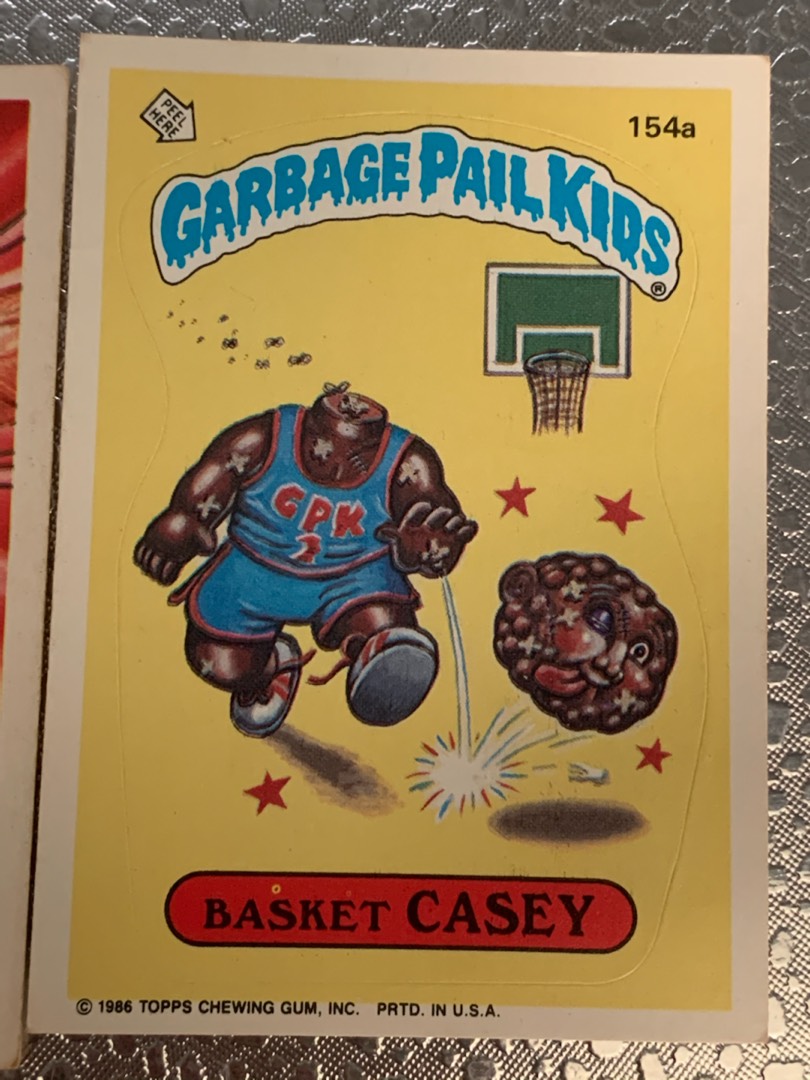 PEEL
HERE
154a
GARBAGE PAIL KIDS
®
GPK
BASKET CASEY
© 1986 TOPPS CHEWING GUM, INC. PRTD. IN U.S.A.